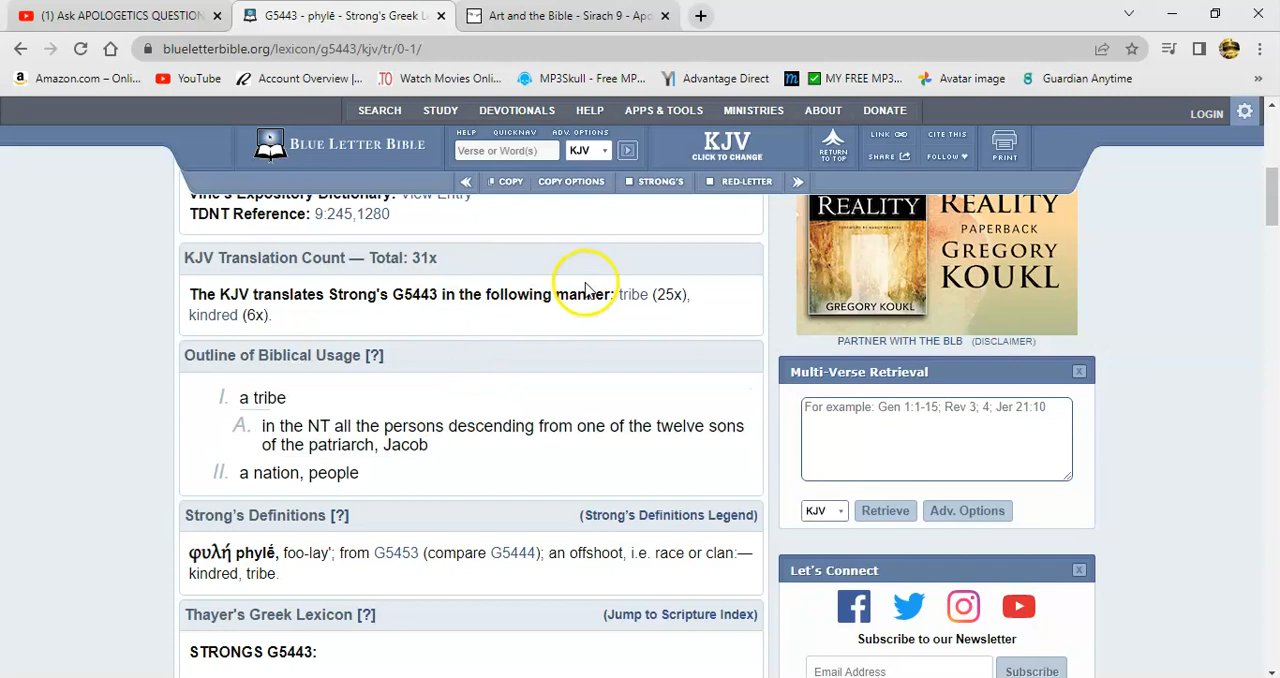 (1) Ask APOLOGETICS QUESTION
G5443 - phylē - Strong's Greek L
Art and the Bible - Sirach 9 - Apo
blueletterbible.org/lexicon/g5443/kjv/tr/0-1/
Amazon.com – Onli...
YouTube
Account Overview |...
Watch Movies Onlin...
MP3Skull - Free MP...
Advantage Direct
MY FREE MP3...
Avatar image
Guardian Anytime
»
SEARCH STUDY DEVOTIONALS HELP APPS & TOOLS MINISTRIES ABOUT DONATE
LOGIN
BLUE LETTER BIBLE
HELP QUICKNAV ADV. OPTIONS
Verse or Word(s)
KJV
KJV
CLICK TO CHANGE
RETURN
TO TOP
LINK
CITE THIS
SHARE
FOLLOW
PRINT
COPY COPY OPTIONS STRONG'S RED-LETTER
Vine's Expository Dictionary: View Entry
TDNT Reference: 9:245,1280
KJV Translation Count — Total: 31x
The KJV translates Strong's G5443 in the following manner: tribe (25x),
kindred (6x).
Outline of Biblical Usage [?]
I. a tribe
A. in the NT all the persons descending from one of the twelve sons
of the patriarch, Jacob
II. a nation, people
Strong's Definitions [?]
(Strong's Definitions Legend)
φυλή phylḗ, foo-lay'; from G5453 (compare G5444); an offshoot, i.e. race or clan:—
kindred, tribe.
Thayer's Greek Lexicon [?]
(Jump to Scripture Index)
STRONGS G5443:
REALITY
GREGORY KOUKL
REALITY
PAPERBACK
GREGORY
KOUKL
PARTNER WITH THE BLB (DISCLAIMER)
Multi-Verse Retrieval
For example: Gen 1:1-15; Rev 3; 4; Jer 21:10
KJV
Retrieve
Adv. Options
Let's Connect
Subscribe to our Newsletter
Email Address
Subscribe